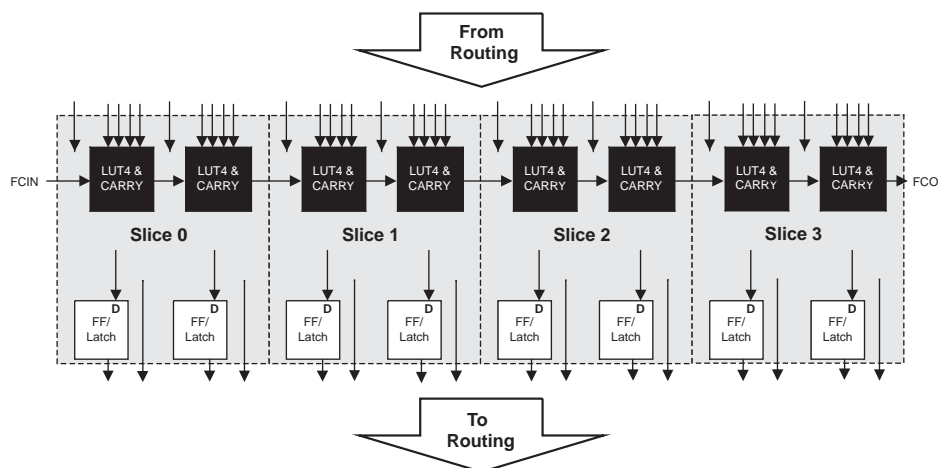 From
Routing
FCIN
LUT4 &
CARRY
LUT4 &
CARRY
LUT4 &
CARRY
LUT4 &
CARRY
LUT4 &
CARRY
LUT4 &
CARRY
LUT4 &
CARRY
LUT4 &
CARRY
FCO
Slice 0
Slice 1
Slice 2
Slice 3
D
FF/
Latch
D
FF/
Latch
D
FF/
Latch
D
FF/
Latch
D
FF/
Latch
D
FF/
Latch
D
FF/
Latch
D
FF/
Latch
To
Routing